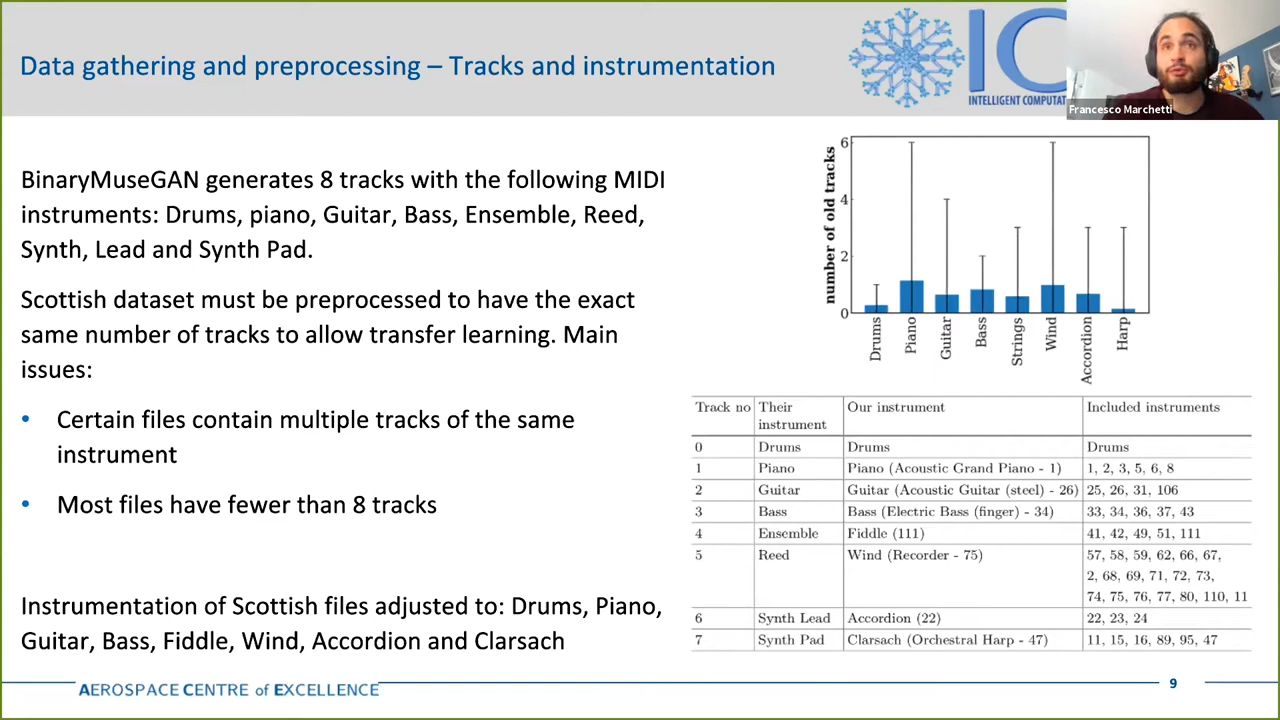 Data gathering and preprocessing – Tracks and instrumentation
INTELLIGENT COMPUTAT
Francesco Marchetti
BinaryMuseGAN generates 8 tracks with the following MIDI
instruments: Drums, piano, Guitar, Bass, Ensemble, Reed,
Synth, Lead and Synth Pad.
Scottish dataset must be preprocessed to have the exact
same number of tracks to allow transfer learning. Main
issues:
• Certain files contain multiple tracks of the same
instrument
• Most files have fewer than 8 tracks
Instrumentation of Scottish files adjusted to: Drums, Piano,
Guitar, Bass, Fiddle, Wind, Accordion and Clarsach
number of old tracks
6
4
2
0
Drums
Piano
Guitar
Bass
Strings
Wind
Accordion
Harp
Track no Their Our instrument Included instruments
instrument
0 Drums Drums Drums
1 Piano Piano (Acoustic Grand Piano - 1) 1, 2, 3, 5, 6, 8
2 Guitar Guitar (Acoustic Guitar (steel) - 26) 25, 26, 31, 106
3 Bass Bass (Electric Bass (finger) - 34) 33, 34, 36, 37, 43
4 Ensemble Fiddle (111) 41, 42, 49, 51, 111
5 Reed Wind (Recorder - 75) 57, 58, 59, 62, 66, 67,
2, 68, 69, 71, 72, 73,
74, 75, 76, 77, 80, 110, 11
6 Synth Lead Accordion (22) 22, 23, 24
7 Synth Pad Clarsach (Orchestral Harp - 47) 11, 15, 16, 89, 95, 47
AEROSPACE CENTRE of EXCELLENCE
9